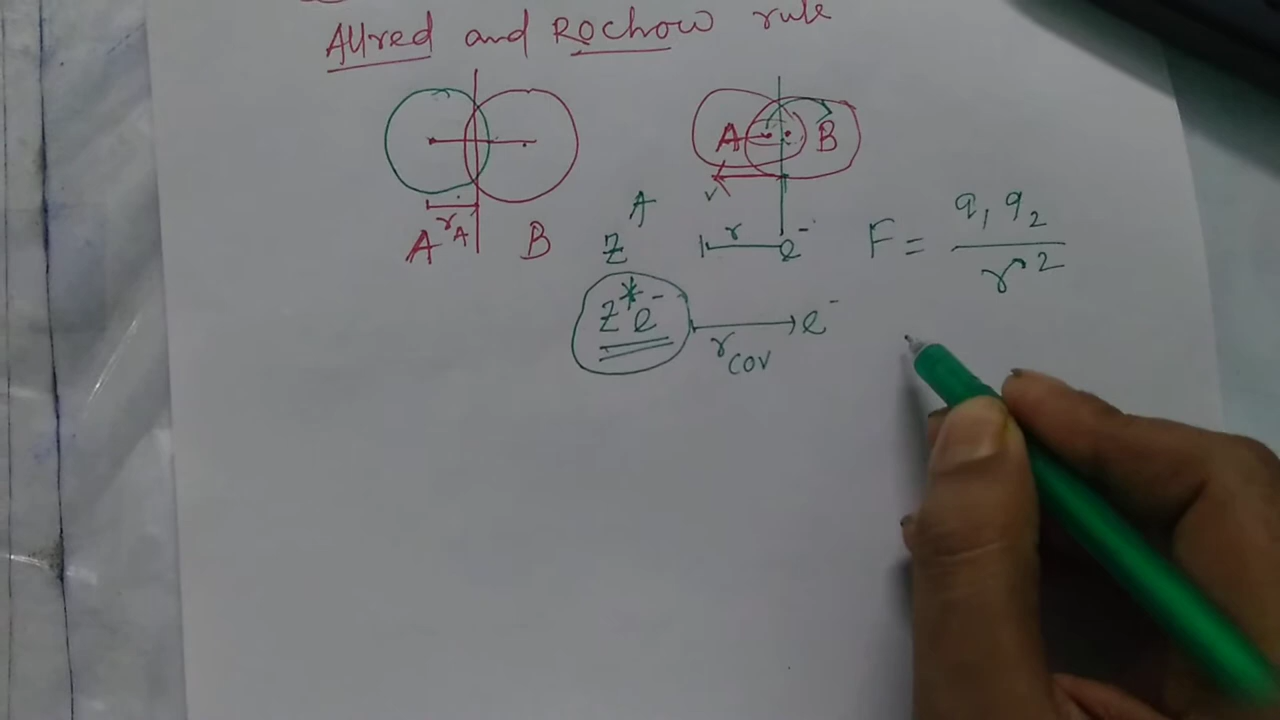 Allred and Rochow rule
A B
r_A A
A B Z r e⁻ F = q₁ q₂ / r²
Z* e⁻ e⁻
r_cov